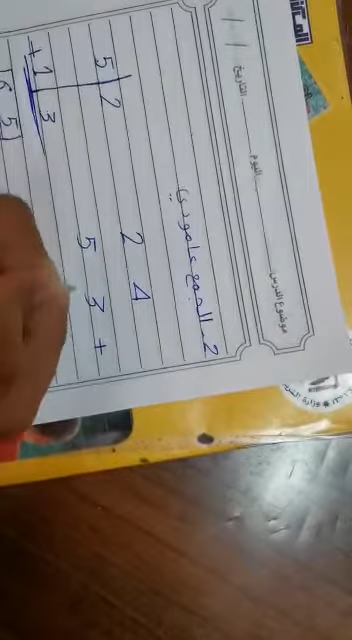 موضوع الدرس: اليوم التاريخ / /
2- الجمع عامودي
5 2
+ 1 3
6 5
2 4
5 3 +